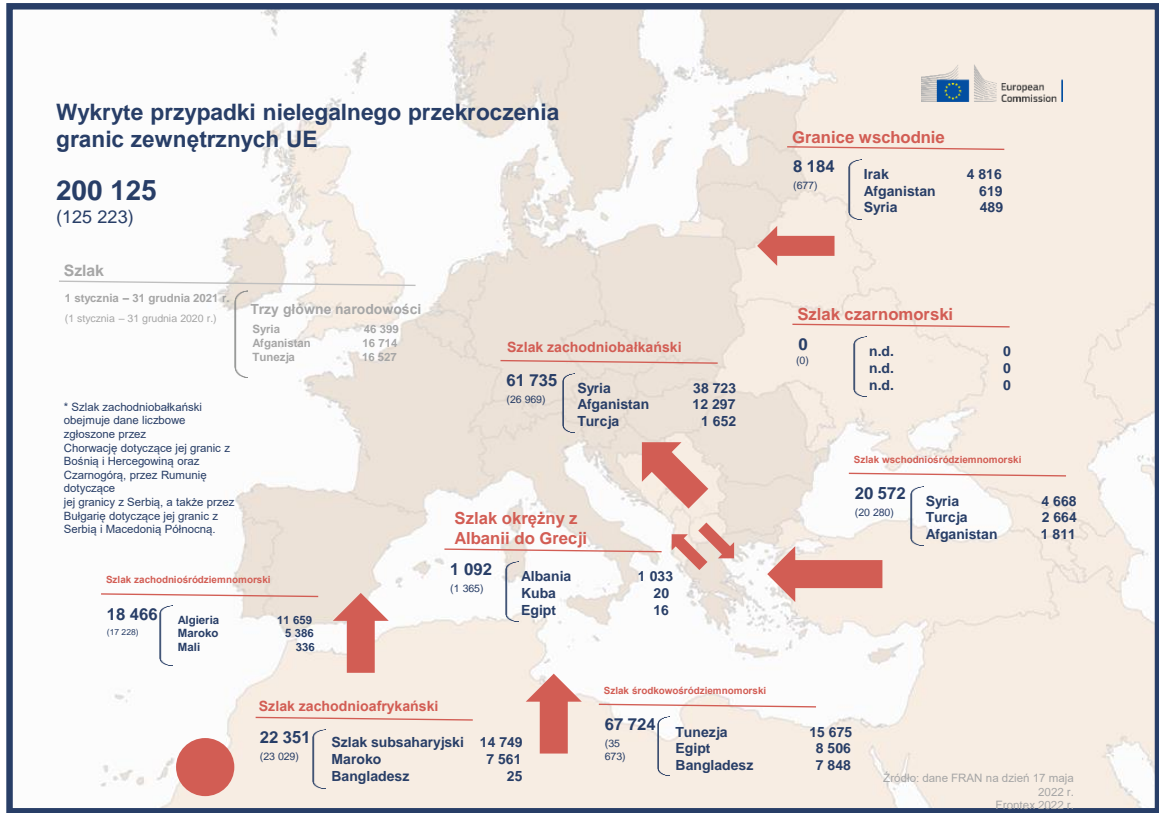 European
Commission
Wykryte przypadki nielegalnego przekroczenia
granic zewnętrznych UE
200 125
(125 223)
Szlak
1 stycznia – 31 grudnia 2021 r.
(1 stycznia – 31 grudnia 2020 r.)
Trzy główne narodowości
Syria 46 399
Afganistan 16 714
Tunezja 16 527
* Szlak zachodniobałkański
obejmuje dane liczbowe
zgłoszone przez
Chorwację dotyczące jej granic z
Bośnią i Hercegowiną oraz
Czarnogórą, przez Rumunię
dotyczące
jej granicy z Serbią, a także przez
Bułgarię dotyczące jej granic z
Serbią i Macedonią Północną.
Granice wschodnie
8 184
(677)
Irak 4 816
Afganistan 619
Syria 489
Szlak czarnomorski
0
(0)
n.d. 0
n.d. 0
n.d. 0
Szlak zachodniobałkański
61 735
(26 969)
Syria 38 723
Afganistan 12 297
Turcja 1 652
Szlak wschodniośródziemnomorski
20 572
(20 280)
Syria 4 668
Turcja 2 664
Afganistan 1 811
Szlak okrężny z
Albanii do Grecji
1 092
(1 365)
Albania 1 033
Kuba 20
Egipt 16
Szlak zachodniośródziemnomorski
18 466
(17 228)
Algieria 11 659
Maroko 5 386
Mali 336
Szlak zachodnioafrykański
22 351
(23 029)
Szlak subsaharyjski 14 749
Maroko 7 561
Bangladesz 25
Szlak środkowośródziemnomorski
67 724
(35
673)
Tunezja 15 675
Egipt 8 506
Bangladesz 7 848
Źródło: dane FRAN na dzień 17 maja
2022 r.
Frontex 2022 r.